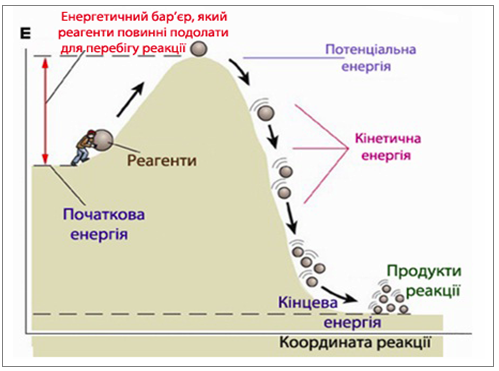 Енергетичний бар'єр, який
реагенти повинні подолати
для перебігу реакції
E
Потенціальна
енергія
Кінетична
енергія
Реагенти
Початкова
енергія
Продукти
реакції
Кінцева
енергія
Координата реакції